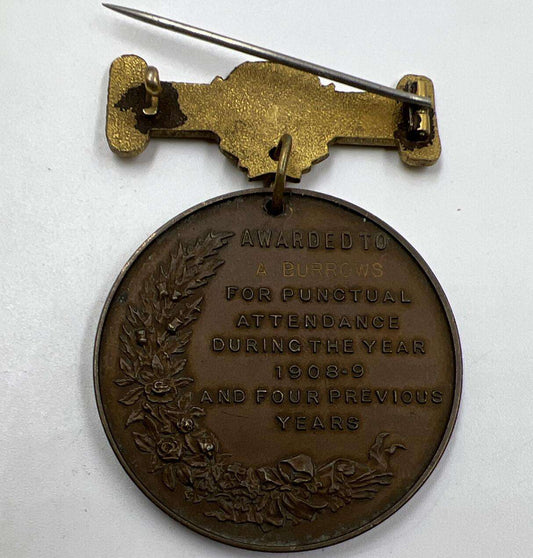 AWARDED TO
A BURROWS
FOR PUNCTUAL
ATTENDANCE
DURING THE YEAR
1908-9
AND FOUR PREVIOUS
YEARS